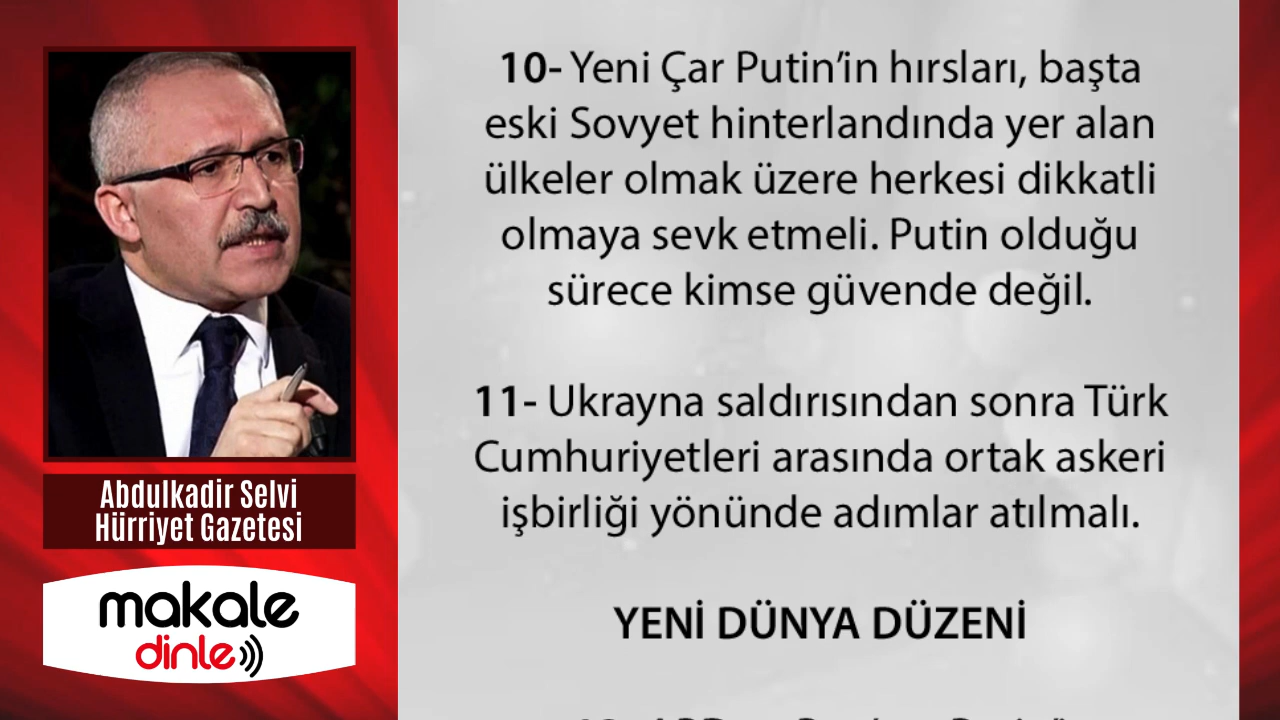 Abdulkadir Selvi
Hürriyet Gazetesi
makale
dinle
10- Yeni Çar Putin’in hırsları, başta
eski Sovyet hinterlandında yer alan
ülkeler olmak üzere herkesi dikkatli
olmaya sevk etmeli. Putin olduğu
sürece kimse güvende değil.
11- Ukrayna saldırısından sonra Türk
Cumhuriyetleri arasında ortak askeri
işbirliği yönünde adımlar atılmalı.
YENİ DÜNYA DÜZENİ